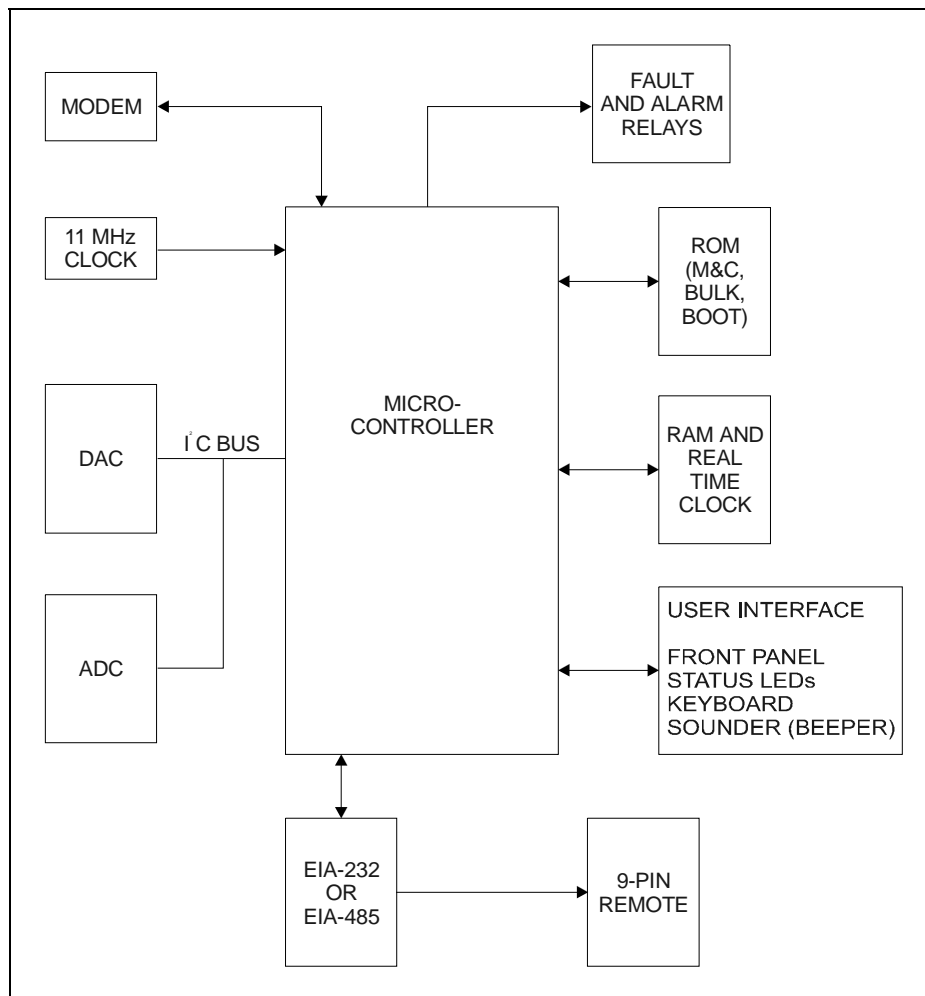 MODEM
FAULT
AND ALARM
RELAYS
11 MHz
CLOCK
ROM
(M&C,
BULK,
BOOT)
MICRO-
CONTROLLER
DAC
I²C BUS
RAM AND
REAL
TIME
CLOCK
ADC
USER INTERFACE
FRONT PANEL
STATUS LEDs
KEYBOARD
SOUNDER (BEEPER)
EIA-232
OR
EIA-485
9-PIN
REMOTE